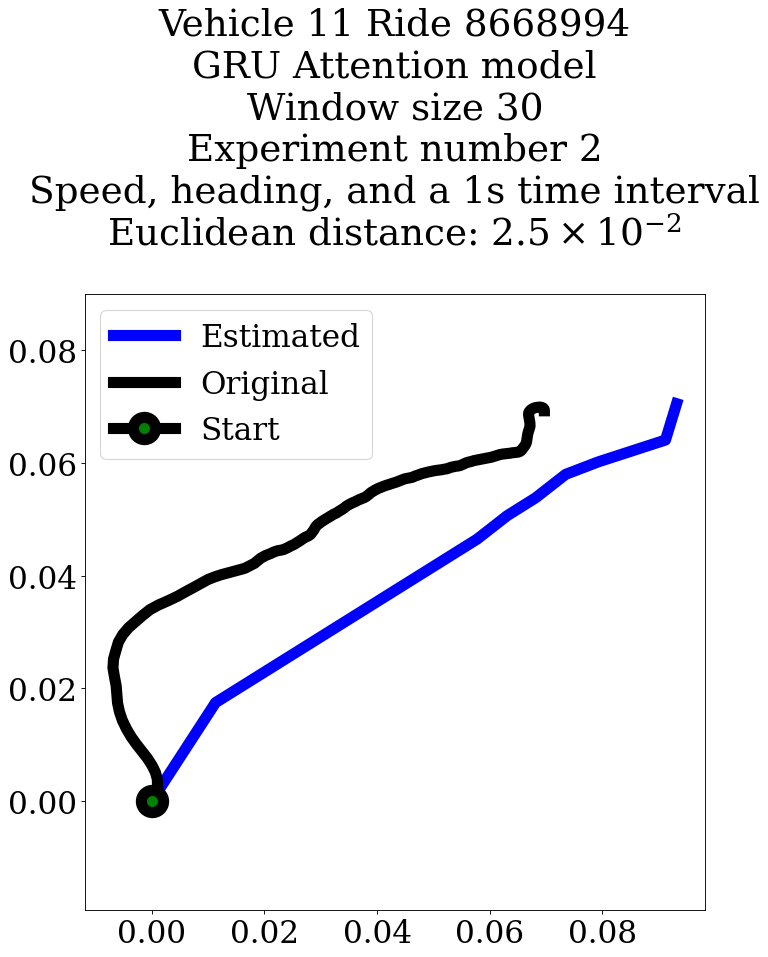 Vehicle 11 Ride 8668994
GRU Attention model
Window size 30
Experiment number 2
Speed, heading, and a 1s time interval
Euclidean distance: 2.5 × 10⁻²
Estimated
Original
Start
0.08
0.06
0.04
0.02
0.00
0.00 0.02 0.04 0.06 0.08